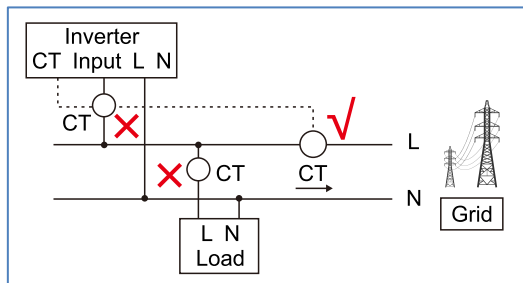 Inverter
CT Input L N
CT
CT
CT
L
N
L N
Load
Grid